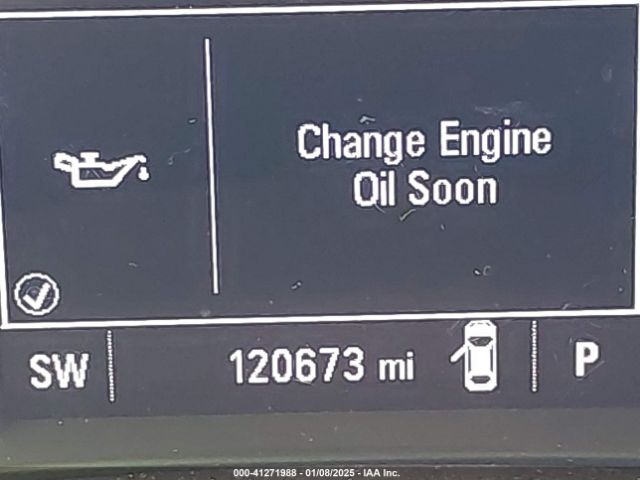 Change Engine
Oil Soon
SW
120673 mi
P
000-41271988 - 01/08/2025 - IAA Inc.